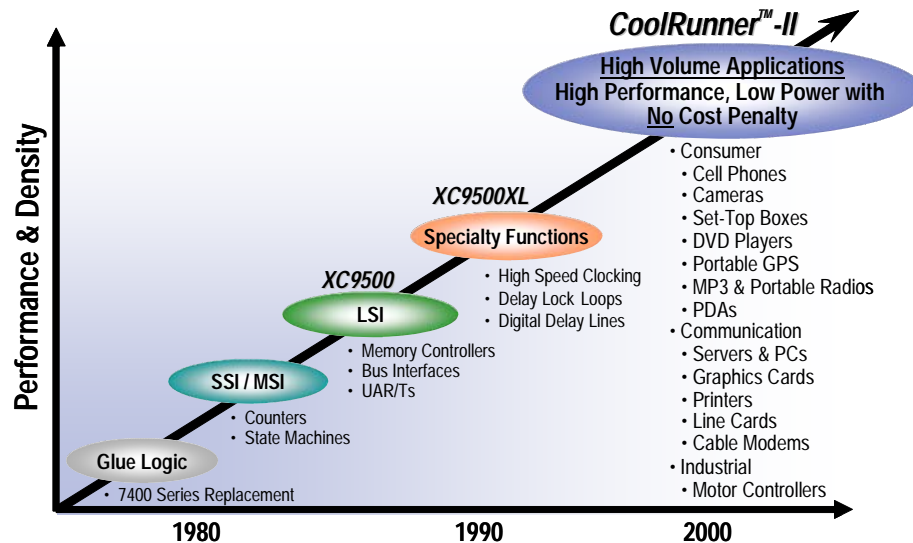 CoolRunner™-II
High Volume Applications
High Performance, Low Power with
No Cost Penalty
• Consumer
• Cell Phones
• Cameras
• Set-Top Boxes
• DVD Players
• Portable GPS
• MP3 & Portable Radios
• PDAs
• Communication
• Servers & PCs
• Graphics Cards
• Printers
• Line Cards
• Cable Modems
• Industrial
• Motor Controllers
XC9500XL
Specialty Functions
• High Speed Clocking
• Delay Lock Loops
• Digital Delay Lines
XC9500
LSI
• Memory Controllers
• Bus Interfaces
• UAR/Ts
SSI / MSI
• Counters
• State Machines
Glue Logic
• 7400 Series Replacement
Performance & Density
1980
1990
2000